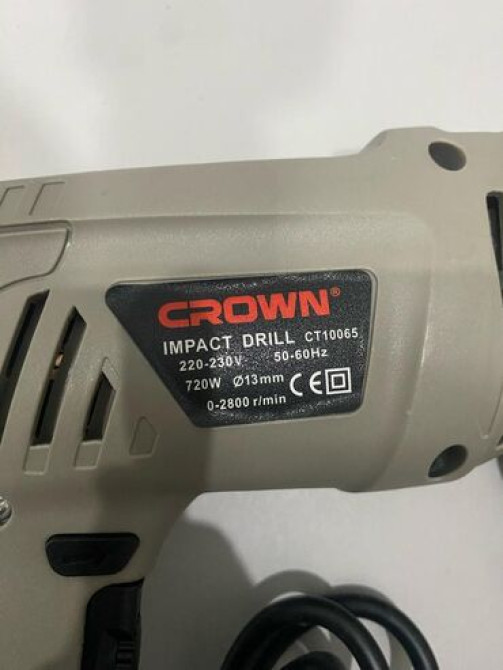 CROWN®
IMPACT DRILL CT10065
220-230V 50-60Hz
720W Ø13mm CE
0-2800 r/min